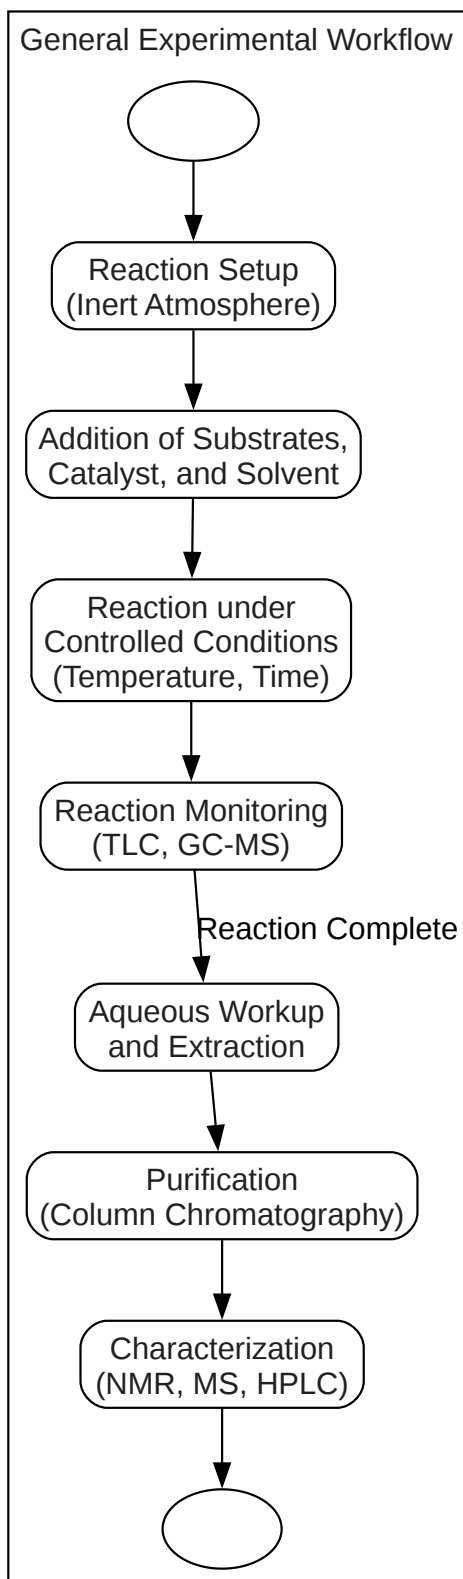 General Experimental Workflow
Reaction Setup
(Inert Atmosphere)
Addition of Substrates,
Catalyst, and Solvent
Reaction under
Controlled Conditions
(Temperature, Time)
Reaction Monitoring
(TLC, GC-MS)
Reaction Complete
Aqueous Workup
and Extraction
Purification
(Column Chromatography)
Characterization
(NMR, MS, HPLC)